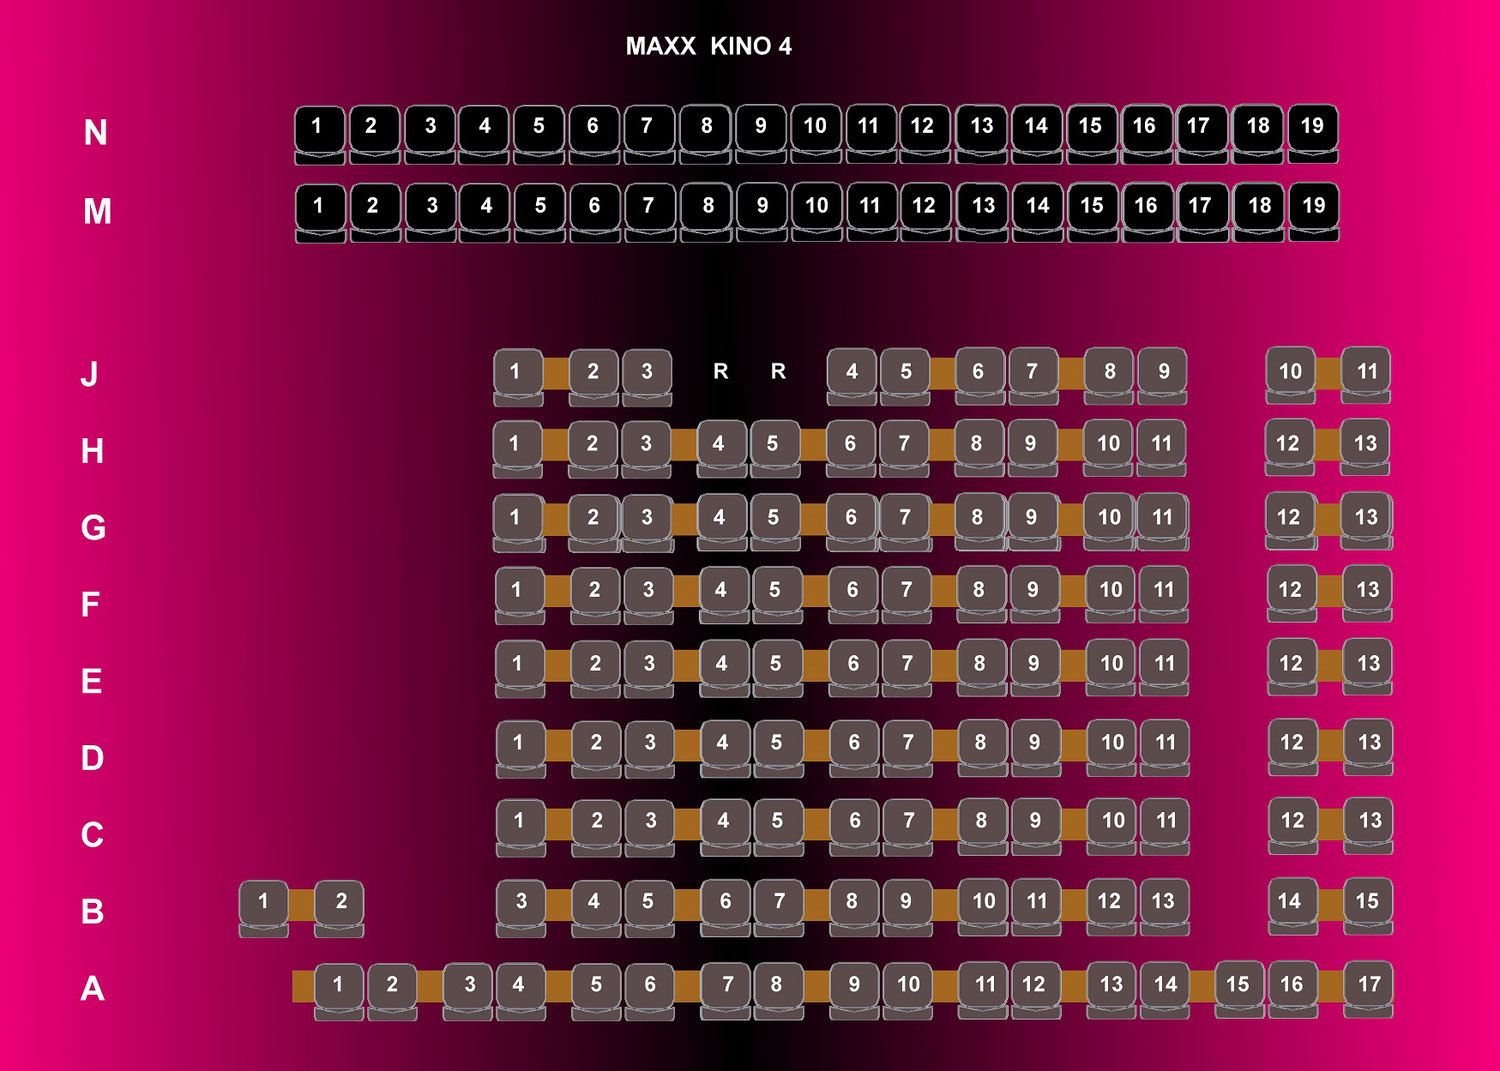 MAXX KINO 4
N 1 2 3 4 5 6 7 8 9 10 11 12 13 14 15 16 17 18 19
M 1 2 3 4 5 6 7 8 9 10 11 12 13 14 15 16 17 18 19
J 1 2 3 R R 4 5 6 7 8 9 10 11
H 1 2 3 4 5 6 7 8 9 10 11 12 13
G 1 2 3 4 5 6 7 8 9 10 11 12 13
F 1 2 3 4 5 6 7 8 9 10 11 12 13
E 1 2 3 4 5 6 7 8 9 10 11 12 13
D 1 2 3 4 5 6 7 8 9 10 11 12 13
C 1 2 3 4 5 6 7 8 9 10 11 12 13
B 1 2 3 4 5 6 7 8 9 10 11 12 13 14 15
A 1 2 3 4 5 6 7 8 9 10 11 12 13 14 15 16 17